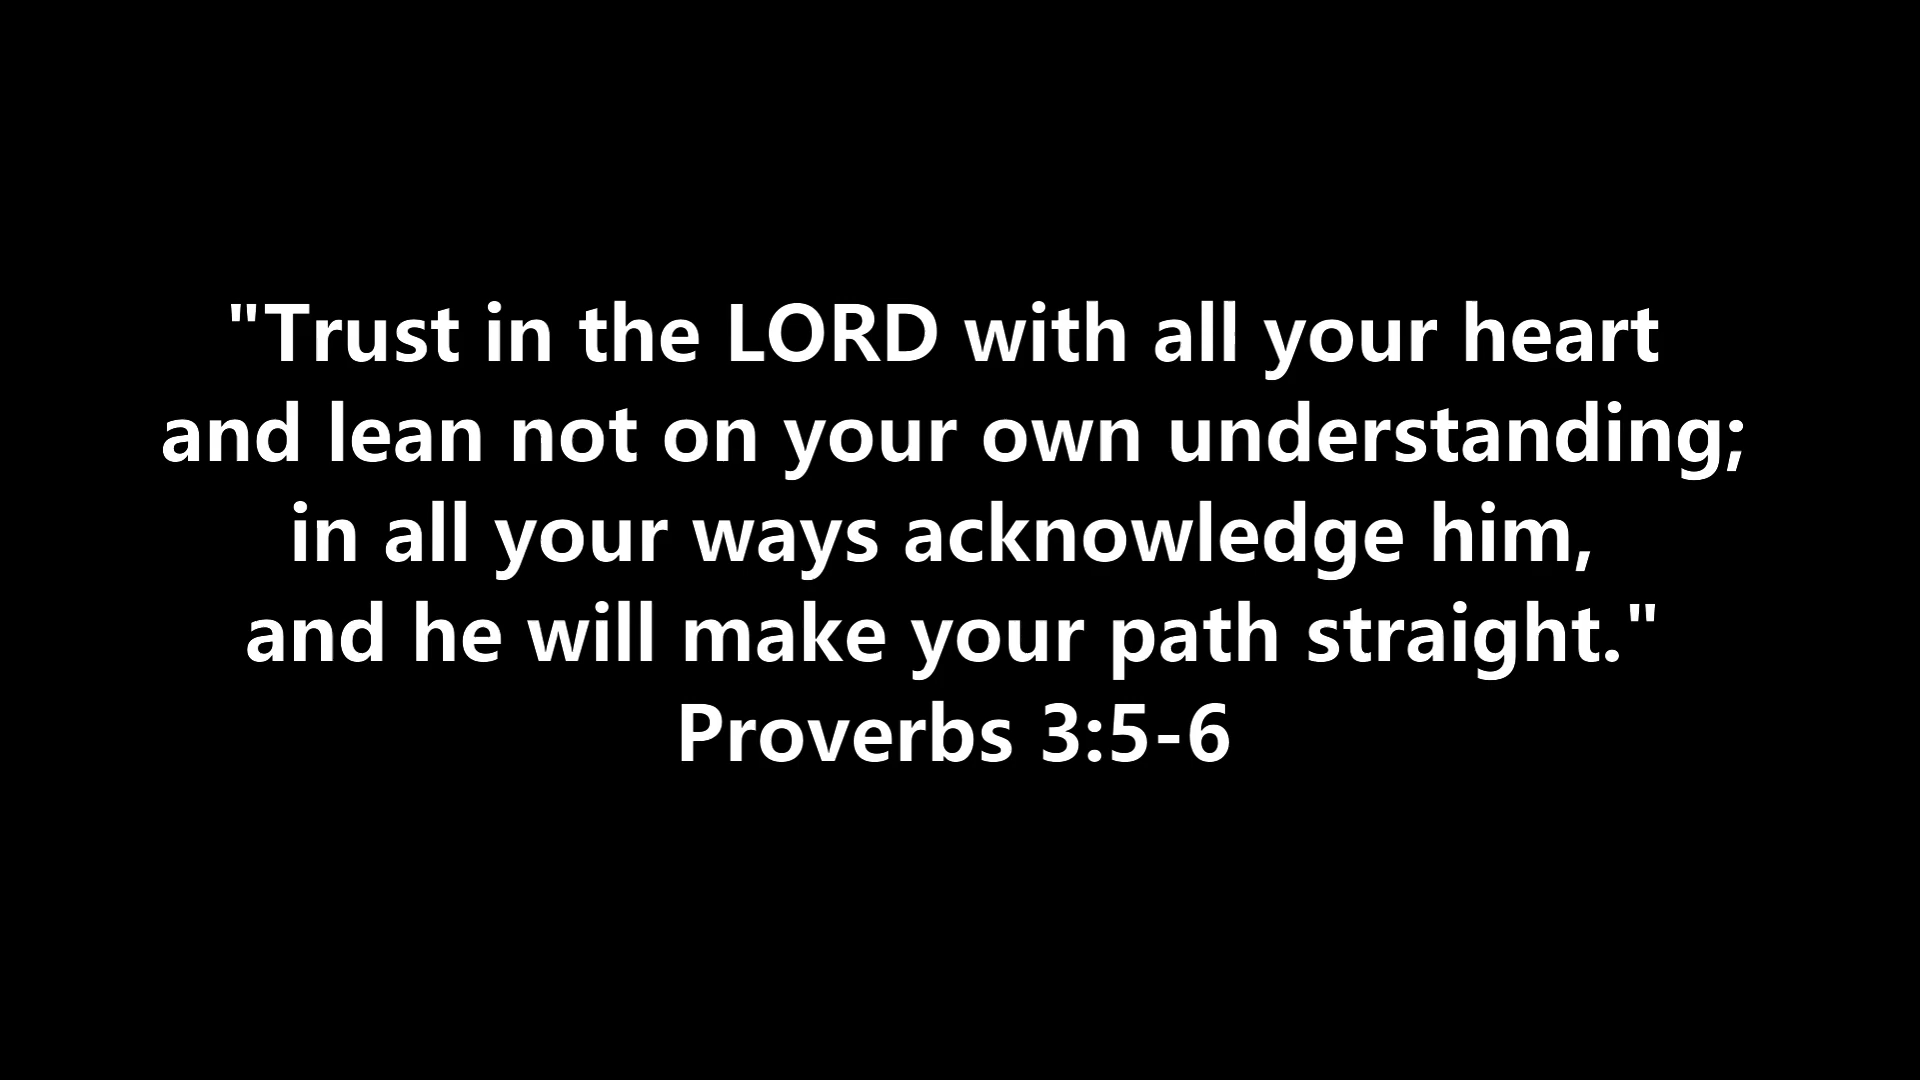 "Trust in the LORD with all your heart
and lean not on your own understanding;
in all your ways acknowledge him,
and he will make your path straight."
Proverbs 3:5-6